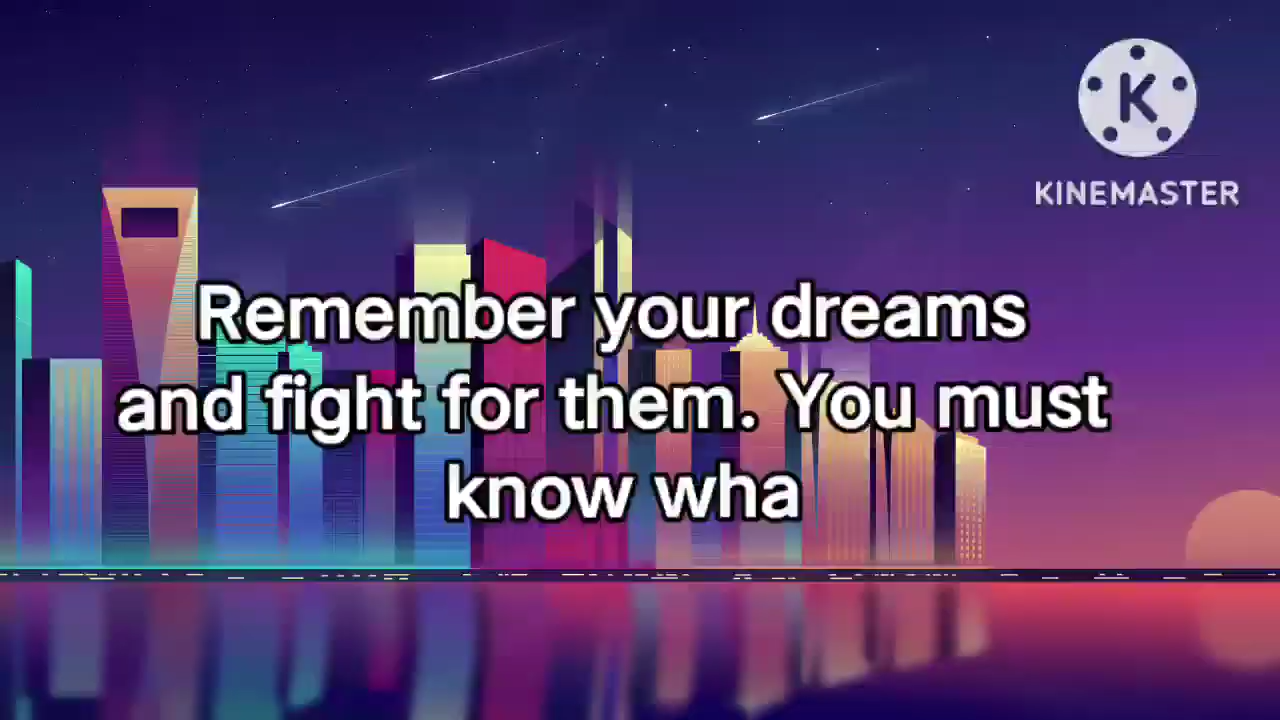 K
KINEMASTER
Remember your dreams
and fight for them. You must
know wha